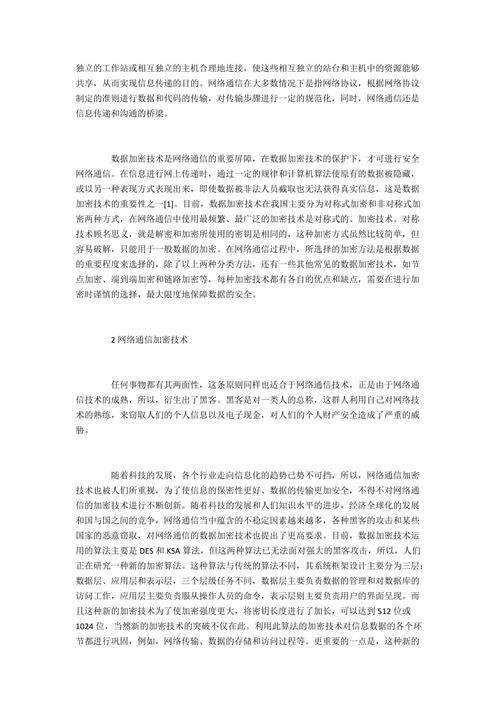 独立的工作站或相互独立的主机合理地连接，使这些相互独立的站台和主机中的资源能够
共享，从而实现信息传递的目的。网络通信在大多数情况下是指网络协议，根据网络协议
制定的准则进行数据和代码的传输，对传输步骤进行一定的规范化，同时，网络通信还是
信息传递和沟通的桥梁。
数据加密技术是网络通信的重要屏障，在数据加密技术的保护下，才可进行安全
网络通信。在信息进行网上传递时，通过一定的规律和计算机算法使原有的数据被隐藏，
或以另一种表现方式表现出来，即使数据被非法人员截取也无法获得真实信息，这是数据
加密技术的重要性之一[1]。目前，数据加密技术在我国主要分为对称式加密和非对称式加
密两种方式，在网络通信中使用最频繁、最广泛的加密技术是对称式的、加密技术。对称
技术顾名思义，就是解密和加密所使用的密钥是相同的，这种加密方式虽然比较简单，但
容易破解，只能用于一般数据的加密。在网络通信过程中，所选择的加密方法是根据数据
的重要程度来选择的，除了以上两种分类方法，还有一些其他常见的数据加密技术，如节
点加密、端到端加密和链路加密等，每种加密技术都有各自的优点和缺点，需要在进行加
密时谨慎的选择，最大限度地保障数据的安全。
2 网络通信加密技术
任何事物都有其两面性，这条原则同样也适合于网络通信技术，正是由于网络通
信技术的成熟，所以，衍生出了黑客。黑客是对一类人的总称，这群人利用自己对网络技
术的熟练，来窃取人们的个人信息以及电子现金，对人们的个人财产安全造成了严重的威
胁。
随着科技的发展，各个行业走向信息化的趋势已势不可挡，所以，网络通信加密
技术也被人们所重视，为了使信息的保密性更好、数据的传输更加安全，不得不对网络通
信的加密技术进行不断创新。随着科技的发展和人们知识水平的进步，经济全球化的发展
和国与国之间的竞争，网络通信当中蕴含的不稳定因素越来越多，各种黑客的攻击和某些
国家的恶意窃取，对网络通信的数据加密技术也提出了更高要求。目前，数据加密技术运
用的算法主要是 DES 和 KSA 算法，但这两种算法已无法面对强大的黑客攻击，所以，人们
正在研究一种新的加密算法。这种算法与传统的算法不同，其系统框架设计主要分为三层：
数据层、应用层和表示层，三个层级任务不同，数据层主要负责数据的管理和对数据库的
访问工作，应用层主要负责服从操作人员的命令，表示层则主要负责用户的界面呈现。而
且这种新的加密技术为了使加密强度更大，将密钥长度进行了加长，可以达到 512 位或
1024 位，当然新的加密技术的突破不仅在此。利用此算法的加密技术对信息数据的各个环
节都进行巩固，例如，网络传输、数据的存储和访问过程等。更重要的一点是，这种新的